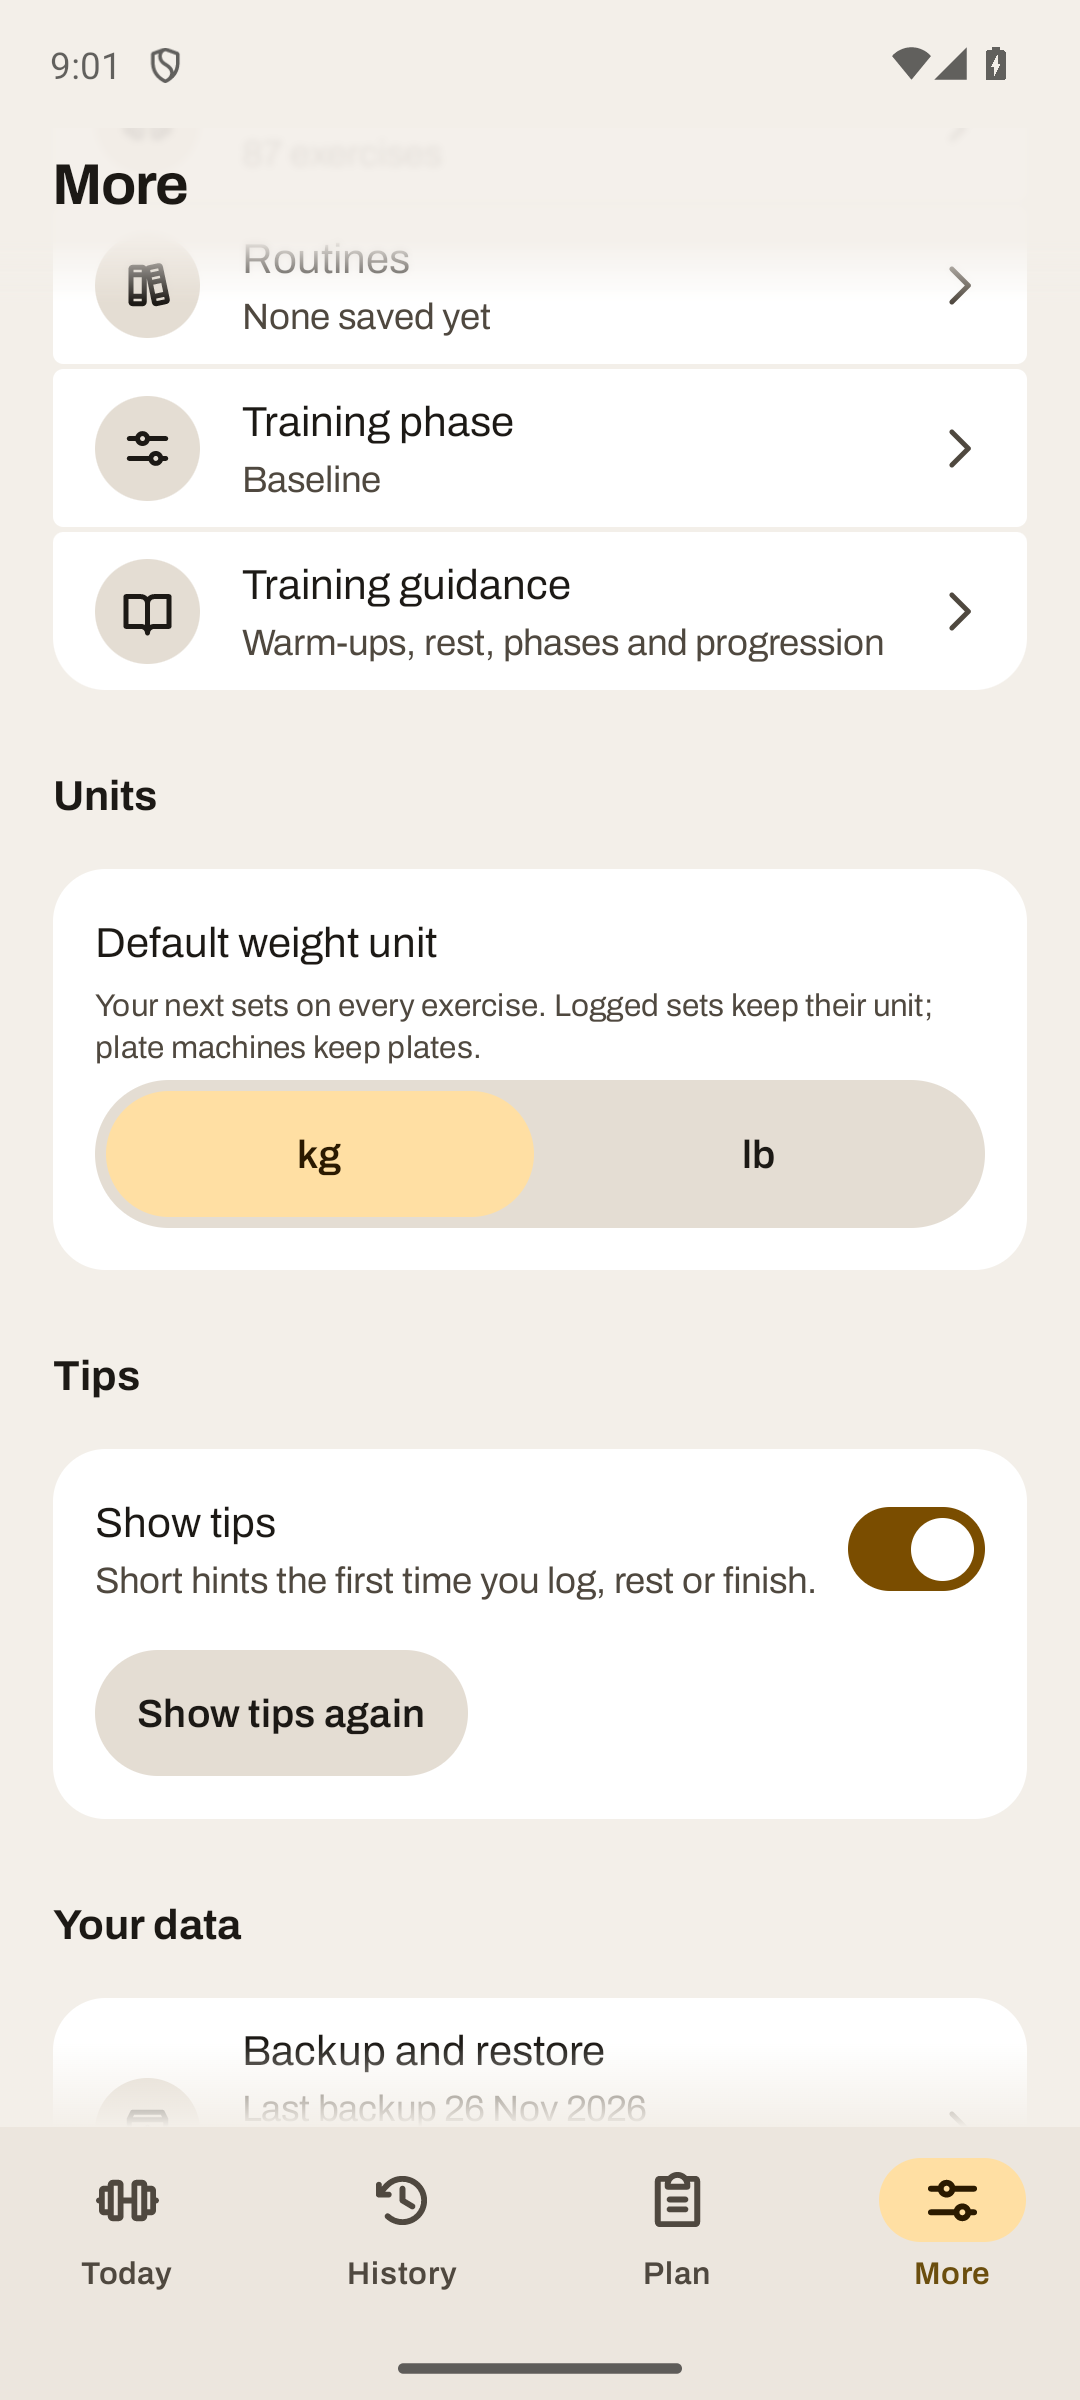 9:01
87 exercises
More
Routines
None saved yet
Training phase
Baseline
Training guidance
Warm-ups, rest, phases and progression
Units
Default weight unit
Your next sets on every exercise. Logged sets keep their unit;
plate machines keep plates.
kg
lb
Tips
Show tips
Short hints the first time you log, rest or finish.
Show tips again
Your data
Backup and restore
Last backup 26 Nov 2026
Today
History
Plan
More